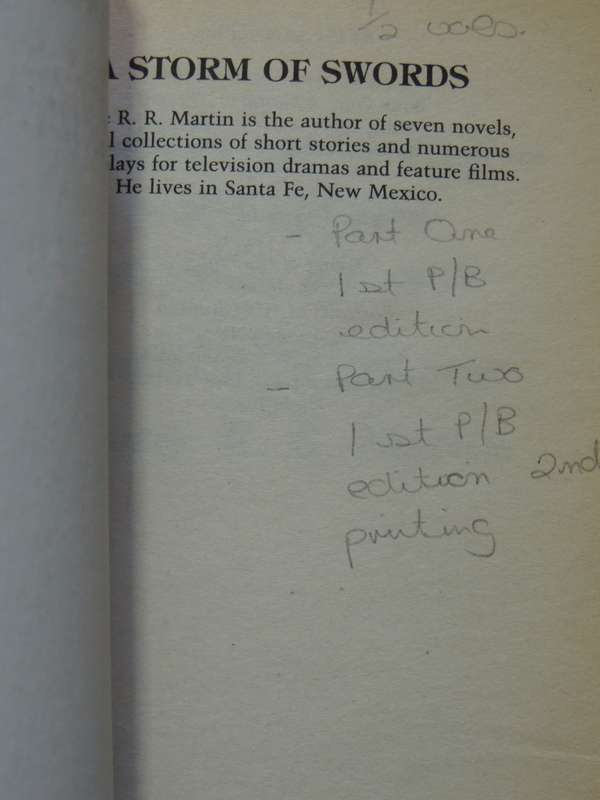 1/2 vols.
A STORM OF SWORDS
R. R. Martin is the author of seven novels,
l collections of short stories and numerous
lays for television dramas and feature films.
He lives in Santa Fe, New Mexico.
- Part One
1st P/B
edition
- Part Two
1st P/B
edition 2nd
printing